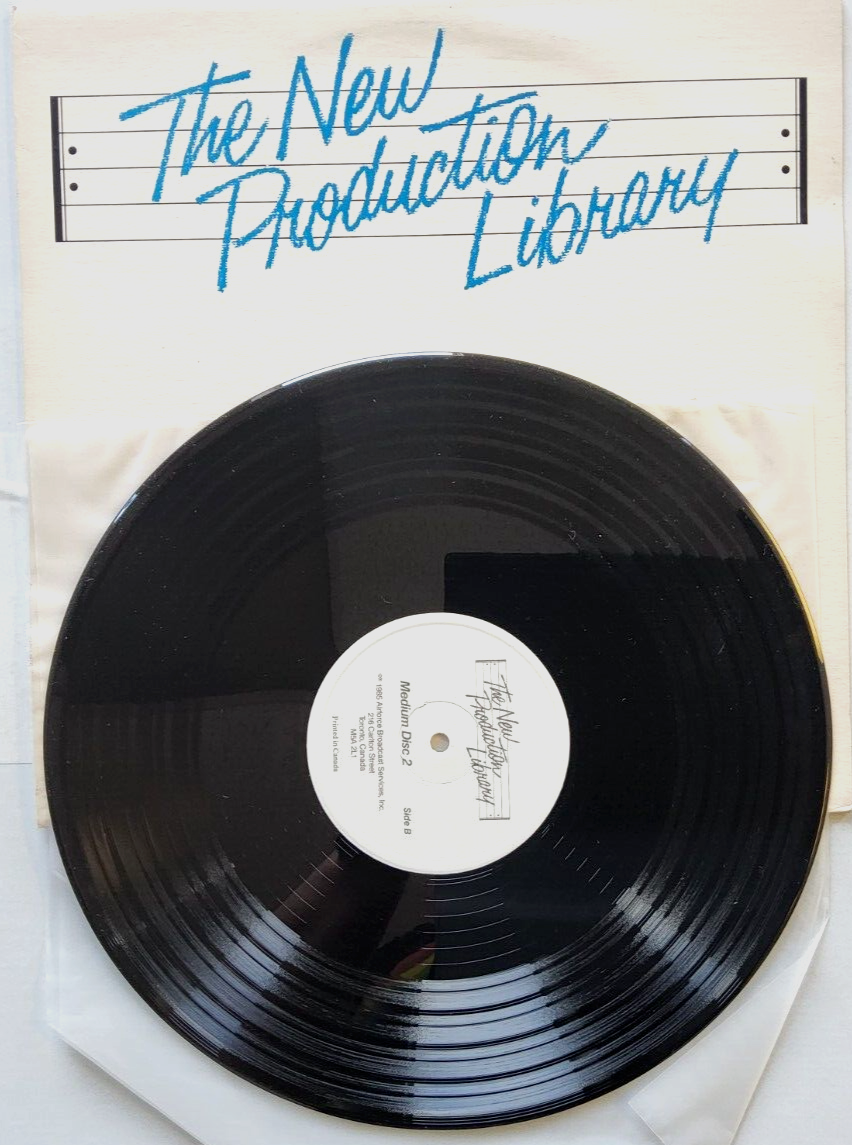 The New
Production
Library
The New
Production
Library
Medium Disc 2
Side B
℗ 1985 Airforce Broadcast Services, Inc.
216 Carlton Street
Toronto, Canada
M5A 2L1
Printed in Canada